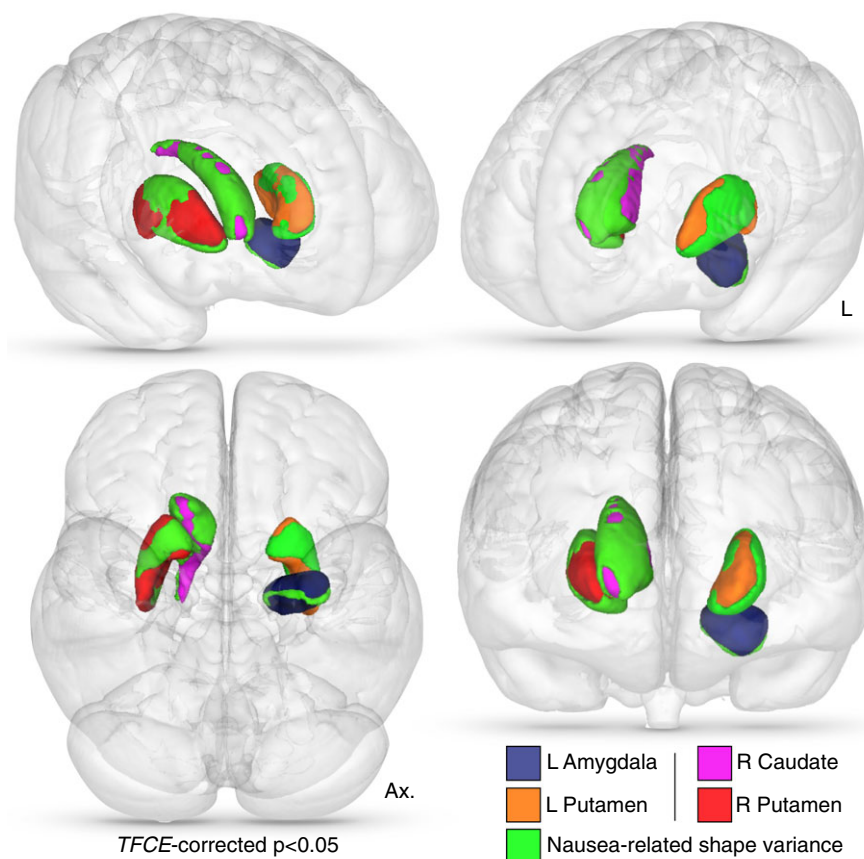 L
Ax.
TFCE-corrected p<0.05
L Amygdala
R Caudate
L Putamen
R Putamen
Nausea-related shape variance